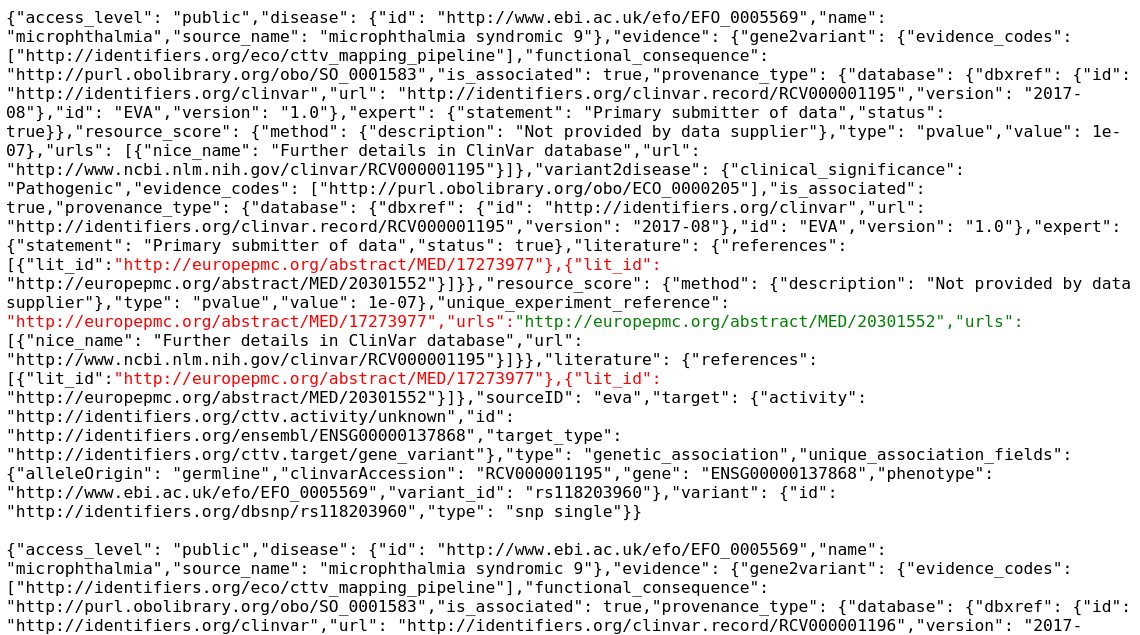 {"access_level": "public","disease": {"id": "http://www.ebi.ac.uk/efo/EFO_0005569","name":
"microphthalmia","source_name": "microphthalmia syndromic 9"},"evidence": {"gene2variant": {"evidence_codes":
["http://identifiers.org/eco/cttv_mapping_pipeline"],"functional_consequence":
"http://purl.obolibrary.org/obo/SO_0001583","is_associated": true,"provenance_type": {"database": {"dbxref": {"id":
"http://identifiers.org/clinvar","url": "http://identifiers.org/clinvar.record/RCV000001195","version": "2017-
08"},"id": "EVA","version": "1.0"},"expert": {"statement": "Primary submitter of data","status":
true}},"resource_score": {"method": {"description": "Not provided by data supplier"},"type": "pvalue","value": 1e-
07},"urls": [{"nice_name": "Further details in ClinVar database","url":
"http://www.ncbi.nlm.nih.gov/clinvar/RCV000001195"}]},"variant2disease": {"clinical_significance":
"Pathogenic","evidence_codes": ["http://purl.obolibrary.org/obo/ECO_0000205"],"is_associated":
true,"provenance_type": {"database": {"dbxref": {"id": "http://identifiers.org/clinvar","url":
"http://identifiers.org/clinvar.record/RCV000001195","version": "2017-08"},"id": "EVA","version": "1.0"},"expert":
{"statement": "Primary submitter of data","status": true},"literature": {"references":
[{"lit_id":"http://europepmc.org/abstract/MED/17273977"},{"lit_id":
"http://europepmc.org/abstract/MED/20301552"}]}},"resource_score": {"method": {"description": "Not provided by data
supplier"},"type": "pvalue","value": 1e-07},"unique_experiment_reference":
"http://europepmc.org/abstract/MED/17273977","urls":"http://europepmc.org/abstract/MED/20301552","urls":
[{"nice_name": "Further details in ClinVar database","url":
"http://www.ncbi.nlm.nih.gov/clinvar/RCV000001195"}]}},"literature": {"references":
[{"lit_id":"http://europepmc.org/abstract/MED/17273977"},{"lit_id":
"http://europepmc.org/abstract/MED/20301552"}]},"sourceID": "eva","target": {"activity":
"http://identifiers.org/cttv.activity/unknown","id":
"http://identifiers.org/ensembl/ENSG00000137868","target_type":
"http://identifiers.org/cttv.target/gene_variant"},"type": "genetic_association","unique_association_fields":
{"alleleOrigin": "germline","clinvarAccession": "RCV000001195","gene": "ENSG00000137868","phenotype":
"http://www.ebi.ac.uk/efo/EFO_0005569","variant_id": "rs118203960"},"variant": {"id":
"http://identifiers.org/dbsnp/rs118203960","type": "snp single"}}
{"access_level": "public","disease": {"id": "http://www.ebi.ac.uk/efo/EFO_0005569","name":
"microphthalmia","source_name": "microphthalmia syndromic 9"},"evidence": {"gene2variant": {"evidence_codes":
["http://identifiers.org/eco/cttv_mapping_pipeline"],"functional_consequence":
"http://purl.obolibrary.org/obo/SO_0001583","is_associated": true,"provenance_type": {"database": {"dbxref": {"id":
"http://identifiers.org/clinvar","url": "http://identifiers.org/clinvar.record/RCV000001196","version": "2017-